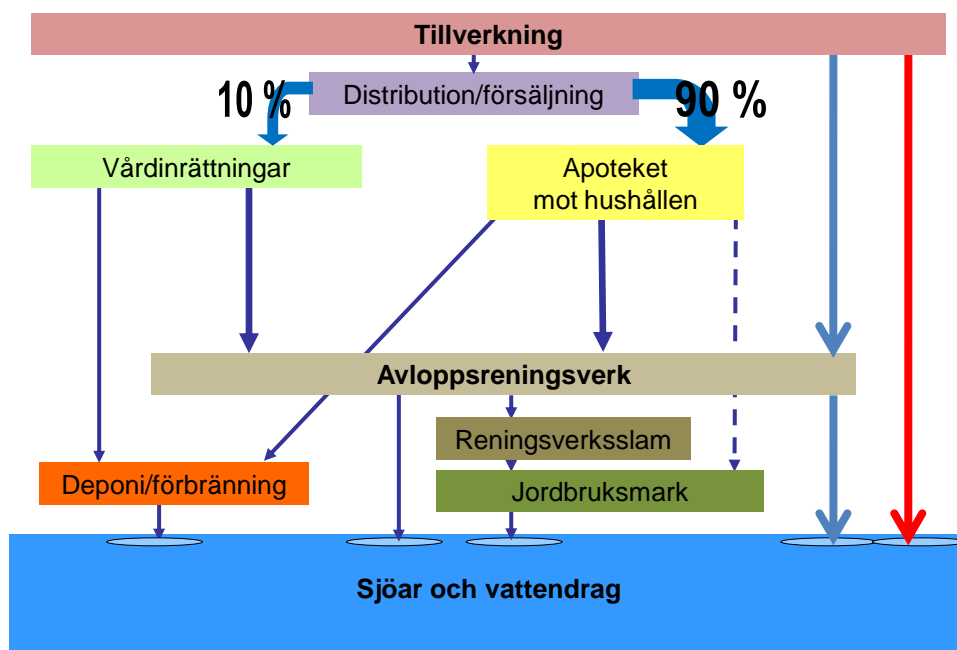 Tillverkning
10 %
Distribution/försäljning
90 %
Vårdinrättningar
Apoteket
mot hushållen
Avloppsreningsverk
Reningsverksslam
Deponi/förbränning
Jordbruksmark
Sjöar och vattendrag